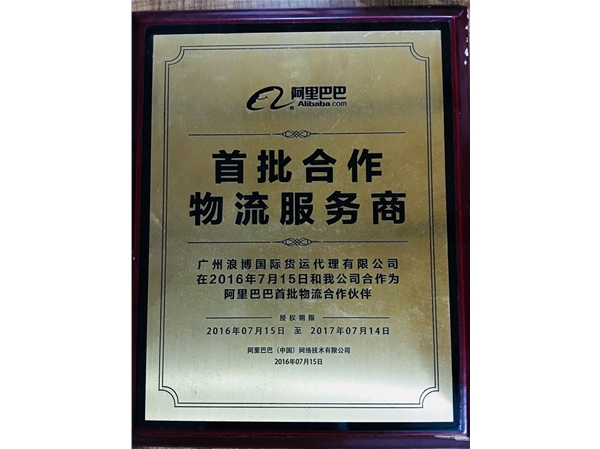 阿里巴巴
Alibaba.com
首批合作
物流服务商
广州浪博国际货运代理有限公司
在2016年7月15日和我公司合作为
阿里巴巴首批物流合作伙伴
授权期限
2016年07月15日 至 2017年07月14日
阿里巴巴（中国）网络技术有限公司
2016年07月15日